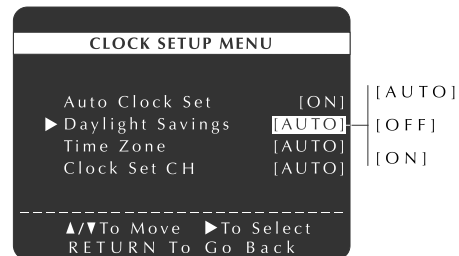 CLOCK SETUP MENU
Auto Clock Set [ON]
▶Daylight Savings [AUTO]
Time Zone [AUTO]
Clock Set CH [AUTO]
▲/▼To Move ▶To Select
RETURN To Go Back
[AUTO]
[OFF]
[ON]